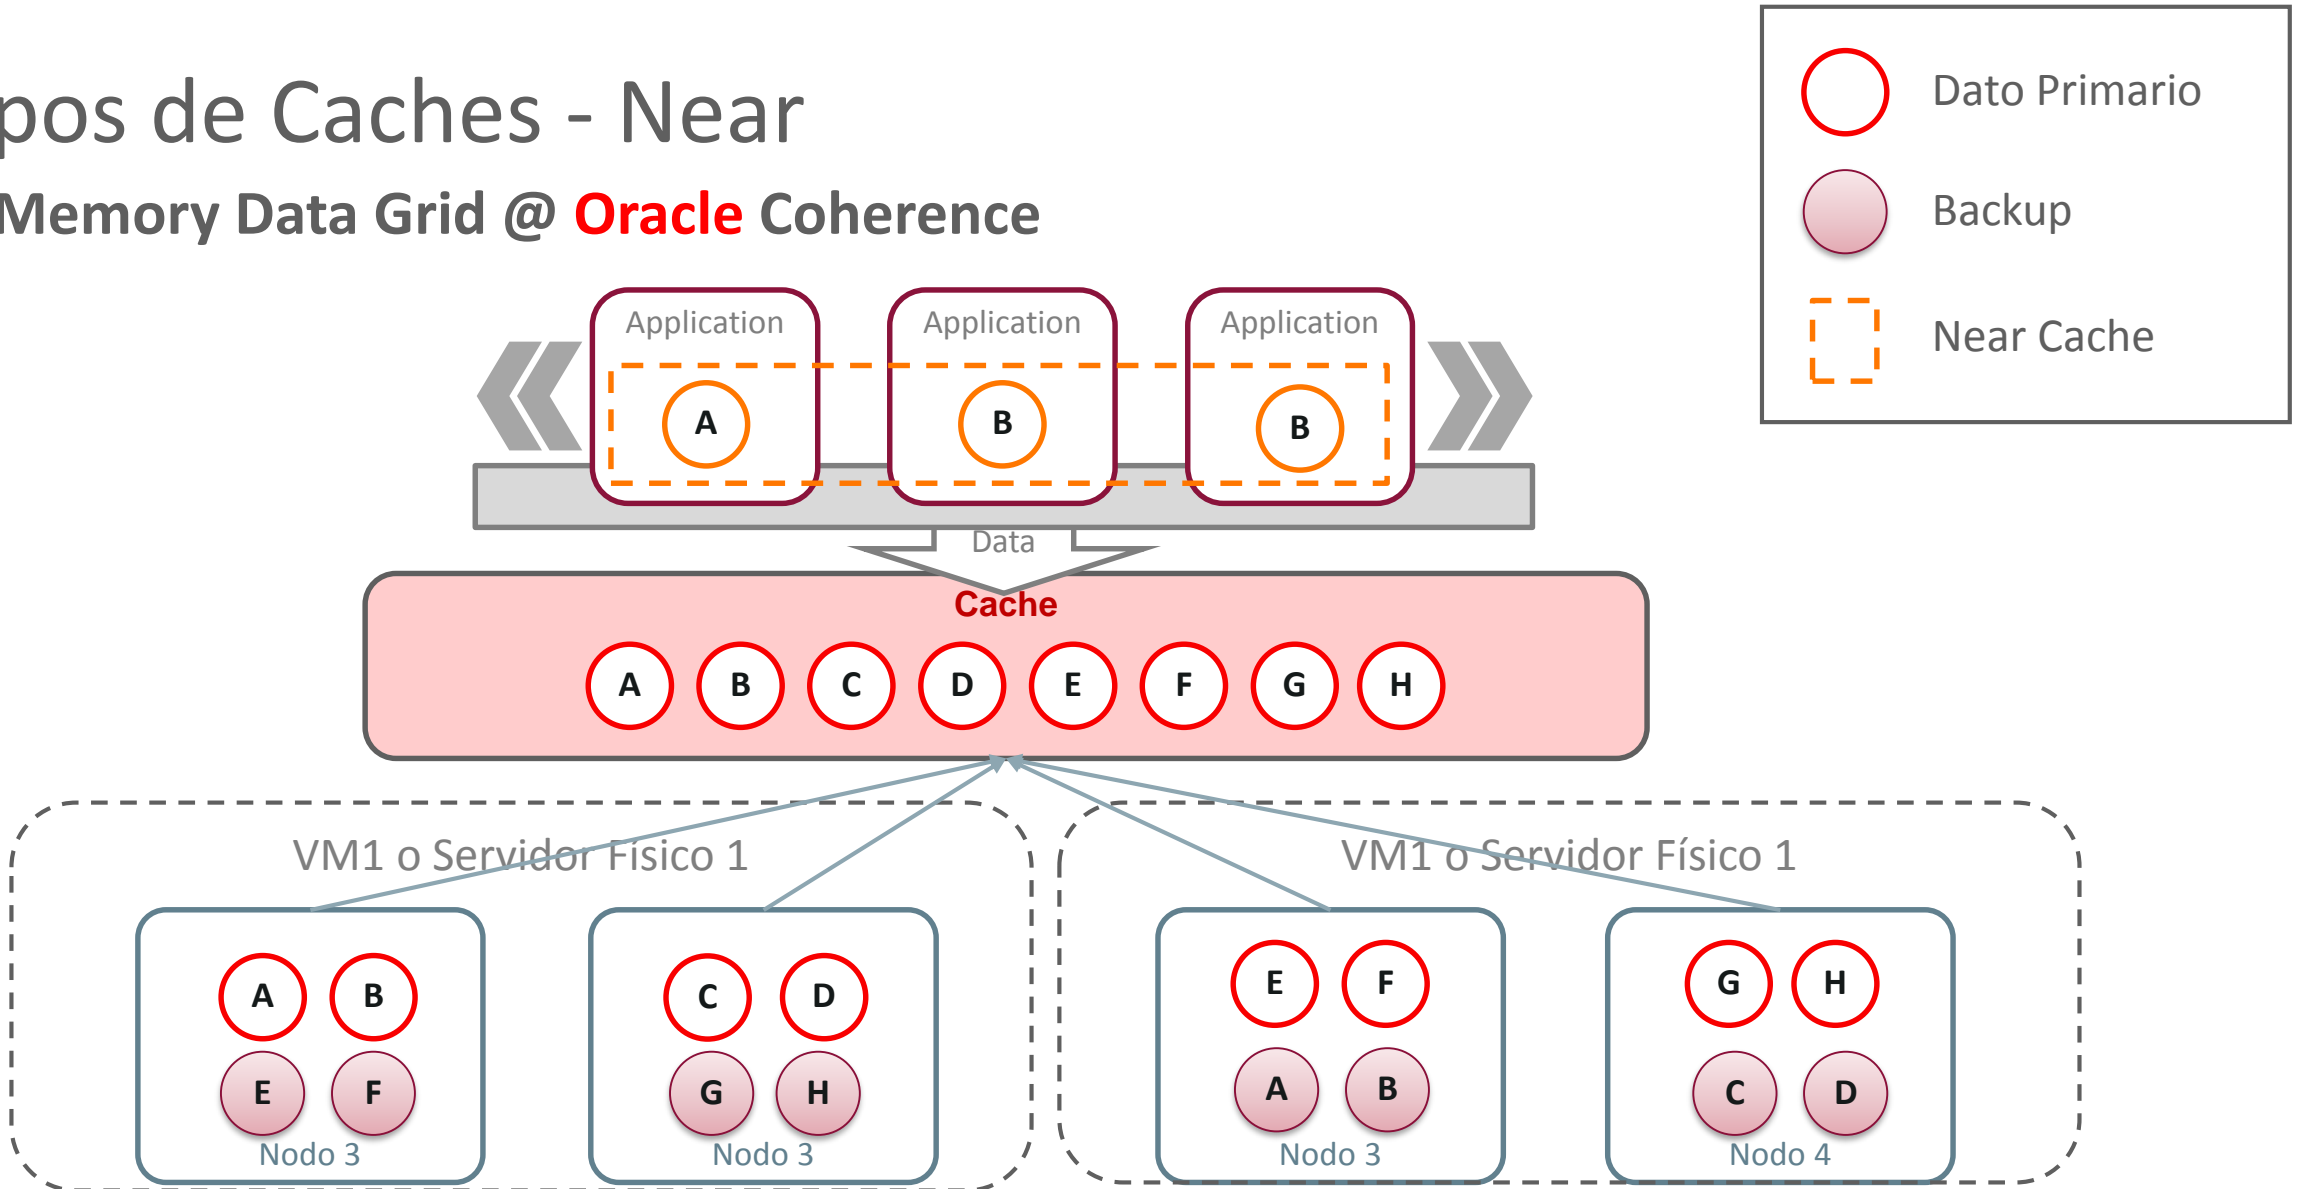 pos de Caches - Near
Memory Data Grid @ Oracle Coherence
Dato Primario
Backup
Near Cache
Application Application Application
A B B
Data
Cache
A B C D E F G H
VM1 o Servidor Físico 1 VM1 o Servidor Físico 1
A B C D E F G H
E F G H A B C D
Nodo 3 Nodo 3 Nodo 3 Nodo 4